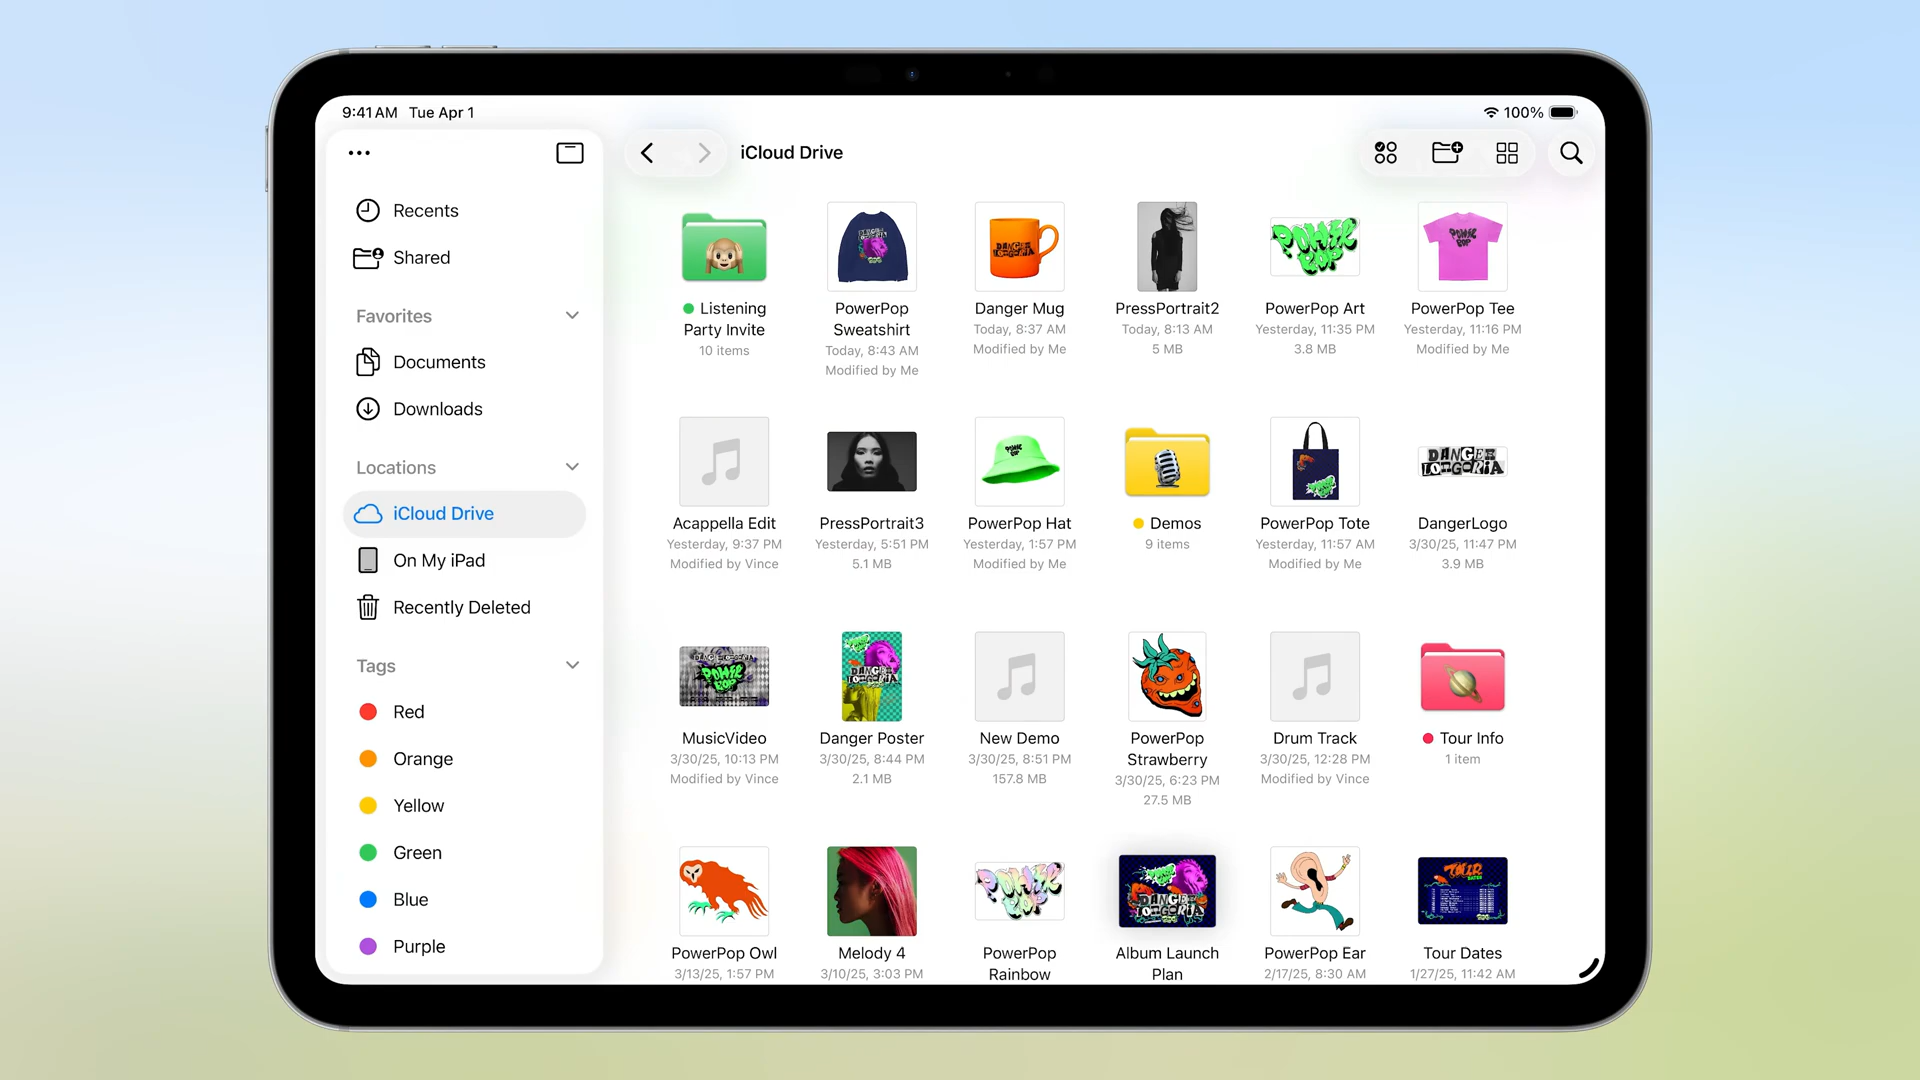 9:41 AM Tue Apr 1
100%
iCloud Drive
Recents
Shared
Favorites
Documents
Downloads
Locations
iCloud Drive
On My iPad
Recently Deleted
Tags
Red
Orange
Yellow
Green
Blue
Purple
Listening
Party Invite
10 items
PowerPop
Sweatshirt
Today, 8:43 AM
Modified by Me
Danger Mug
Today, 8:37 AM
Modified by Me
PressPortrait2
Today, 8:13 AM
5 MB
POWER
POP
PowerPop Art
Yesterday, 11:35 PM
3.8 MB
PowerPop Tee
Yesterday, 11:16 PM
Modified by Me
Acappella Edit
Yesterday, 9:37 PM
Modified by Vince
PressPortrait3
Yesterday, 5:51 PM
5.1 MB
PowerPop Hat
Yesterday, 1:57 PM
Modified by Me
Demos
9 items
PowerPop Tote
Yesterday, 11:57 AM
Modified by Me
DANGER
LONGORIA
DangerLogo
3/30/25, 11:47 PM
3.9 MB
MusicVideo
3/30/25, 10:13 PM
Modified by Vince
Danger Poster
3/30/25, 8:44 PM
2.1 MB
New Demo
3/30/25, 8:51 PM
157.8 MB
PowerPop
Strawberry
3/30/25, 6:23 PM
27.5 MB
Drum Track
3/30/25, 12:28 PM
Modified by Vince
Tour Info
1 item
PowerPop Owl
3/13/25, 1:57 PM
Melody 4
3/10/25, 3:03 PM
POWER
POP
PowerPop
Rainbow
DANGER
LONGORIA
Album Launch
Plan
PowerPop Ear
2/17/25, 8:30 AM
TOUR
DATES
Tour Dates
1/27/25, 11:42 AM